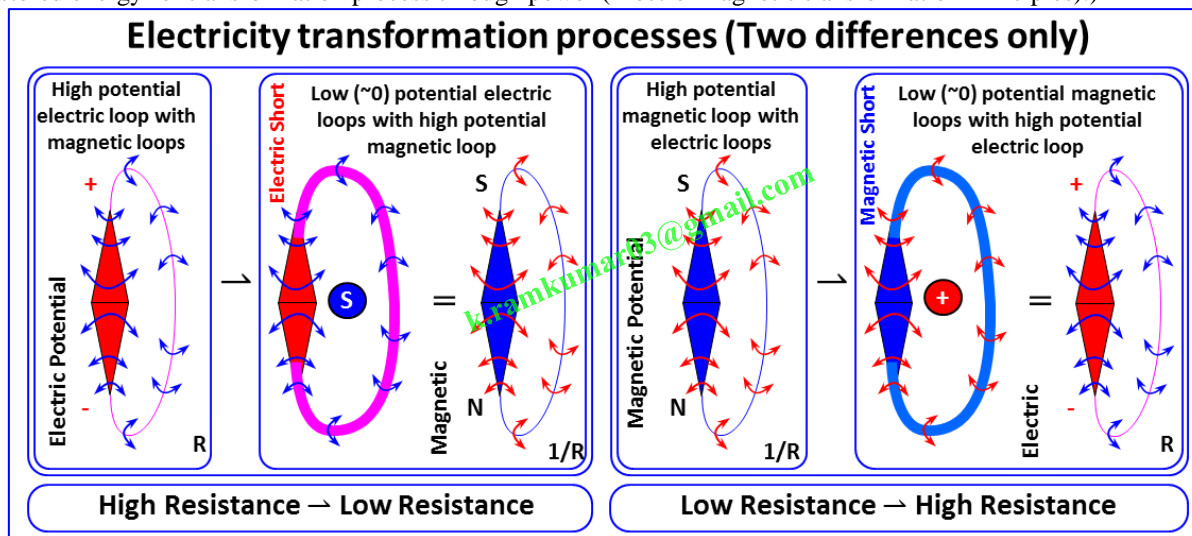 Electricity transformation processes (Two differences only)
High potential
electric loop with
magnetic loops
+
-
Electric Potential
R
⇀
Electric Short
Low (~0) potential electric
loops with high potential
magnetic loop
S
=
S
N
Magnetic
1/R
High potential
magnetic loop with
electric loops
S
N
Magnetic Potential
1/R
⇀
Magnetic Short
Low (~0) potential magnetic
loops with high potential
electric loop
+
=
+
-
Electric
R
k.ramkumar03@gmail.com
High Resistance ⇀ Low Resistance
Low Resistance ⇀ High Resistance